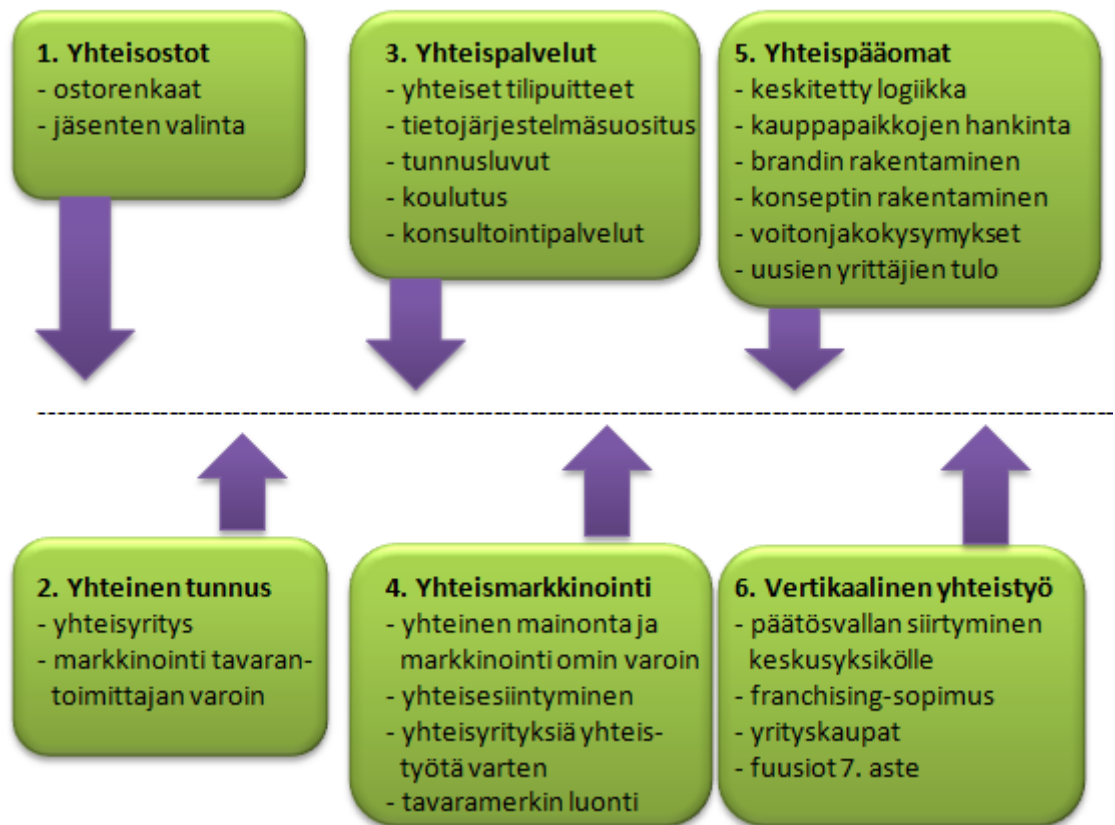 1. Yhteisostot
- ostorenkaat
- jäsenten valinta
3. Yhteispalvelut
- yhteiset tilipuitteet
- tietojärjestelmäsuositus
- tunnusluvut
- koulutus
- konsultointipalvelut
5. Yhteispääomat
- keskitetty logiikka
- kauppapaikkojen hankinta
- brandin rakentaminen
- konseptin rakentaminen
- voitonjakokysymykset
- uusien yrittäjien tulo
2. Yhteinen tunnus
- yhteisyritys
- markkinointi tavaran-
toimittajan varoin
4. Yhteismarkkinointi
- yhteinen mainonta ja
markkinointi omin varoin
- yhteisesiintyminen
- yhteisyrityksiä yhteis-
työtä varten
- tavaramerkin luonti
6. Vertikaalinen yhteistyö
- päätösvallan siirtyminen
keskusyksikölle
- franchising-sopimus
- yrityskaupat
- fuusiot 7. aste